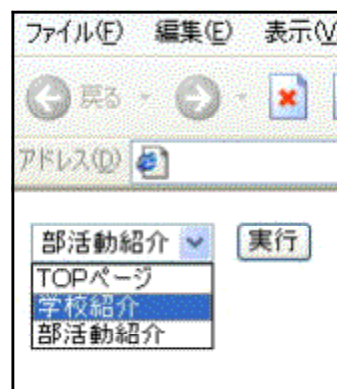 ファイル(F) 編集(E) 表示(V
戻る
アドレス(D)
部活動紹介 実行
TOPページ
学校紹介
部活動紹介